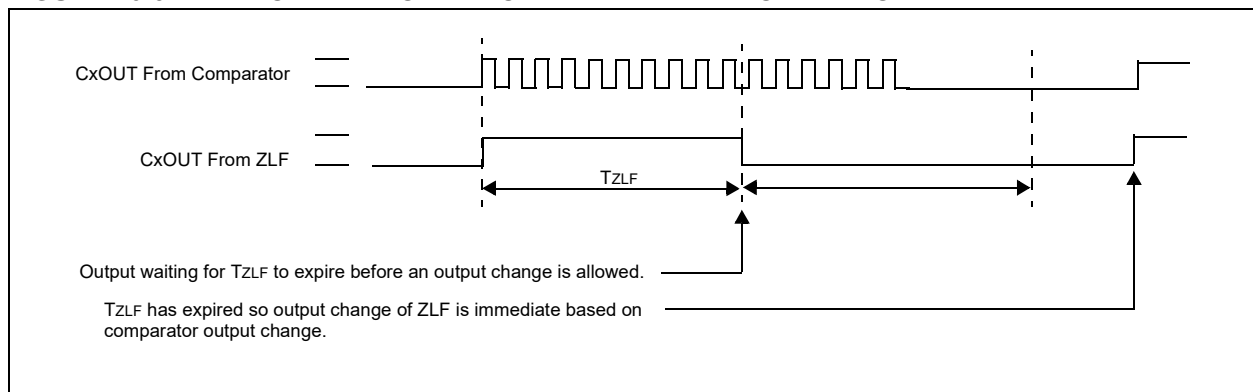 CxOUT From Comparator
CxOUT From ZLF
TZLF
Output waiting for TZLF to expire before an output change is allowed.
TZLF has expired so output change of ZLF is immediate based on
comparator output change.